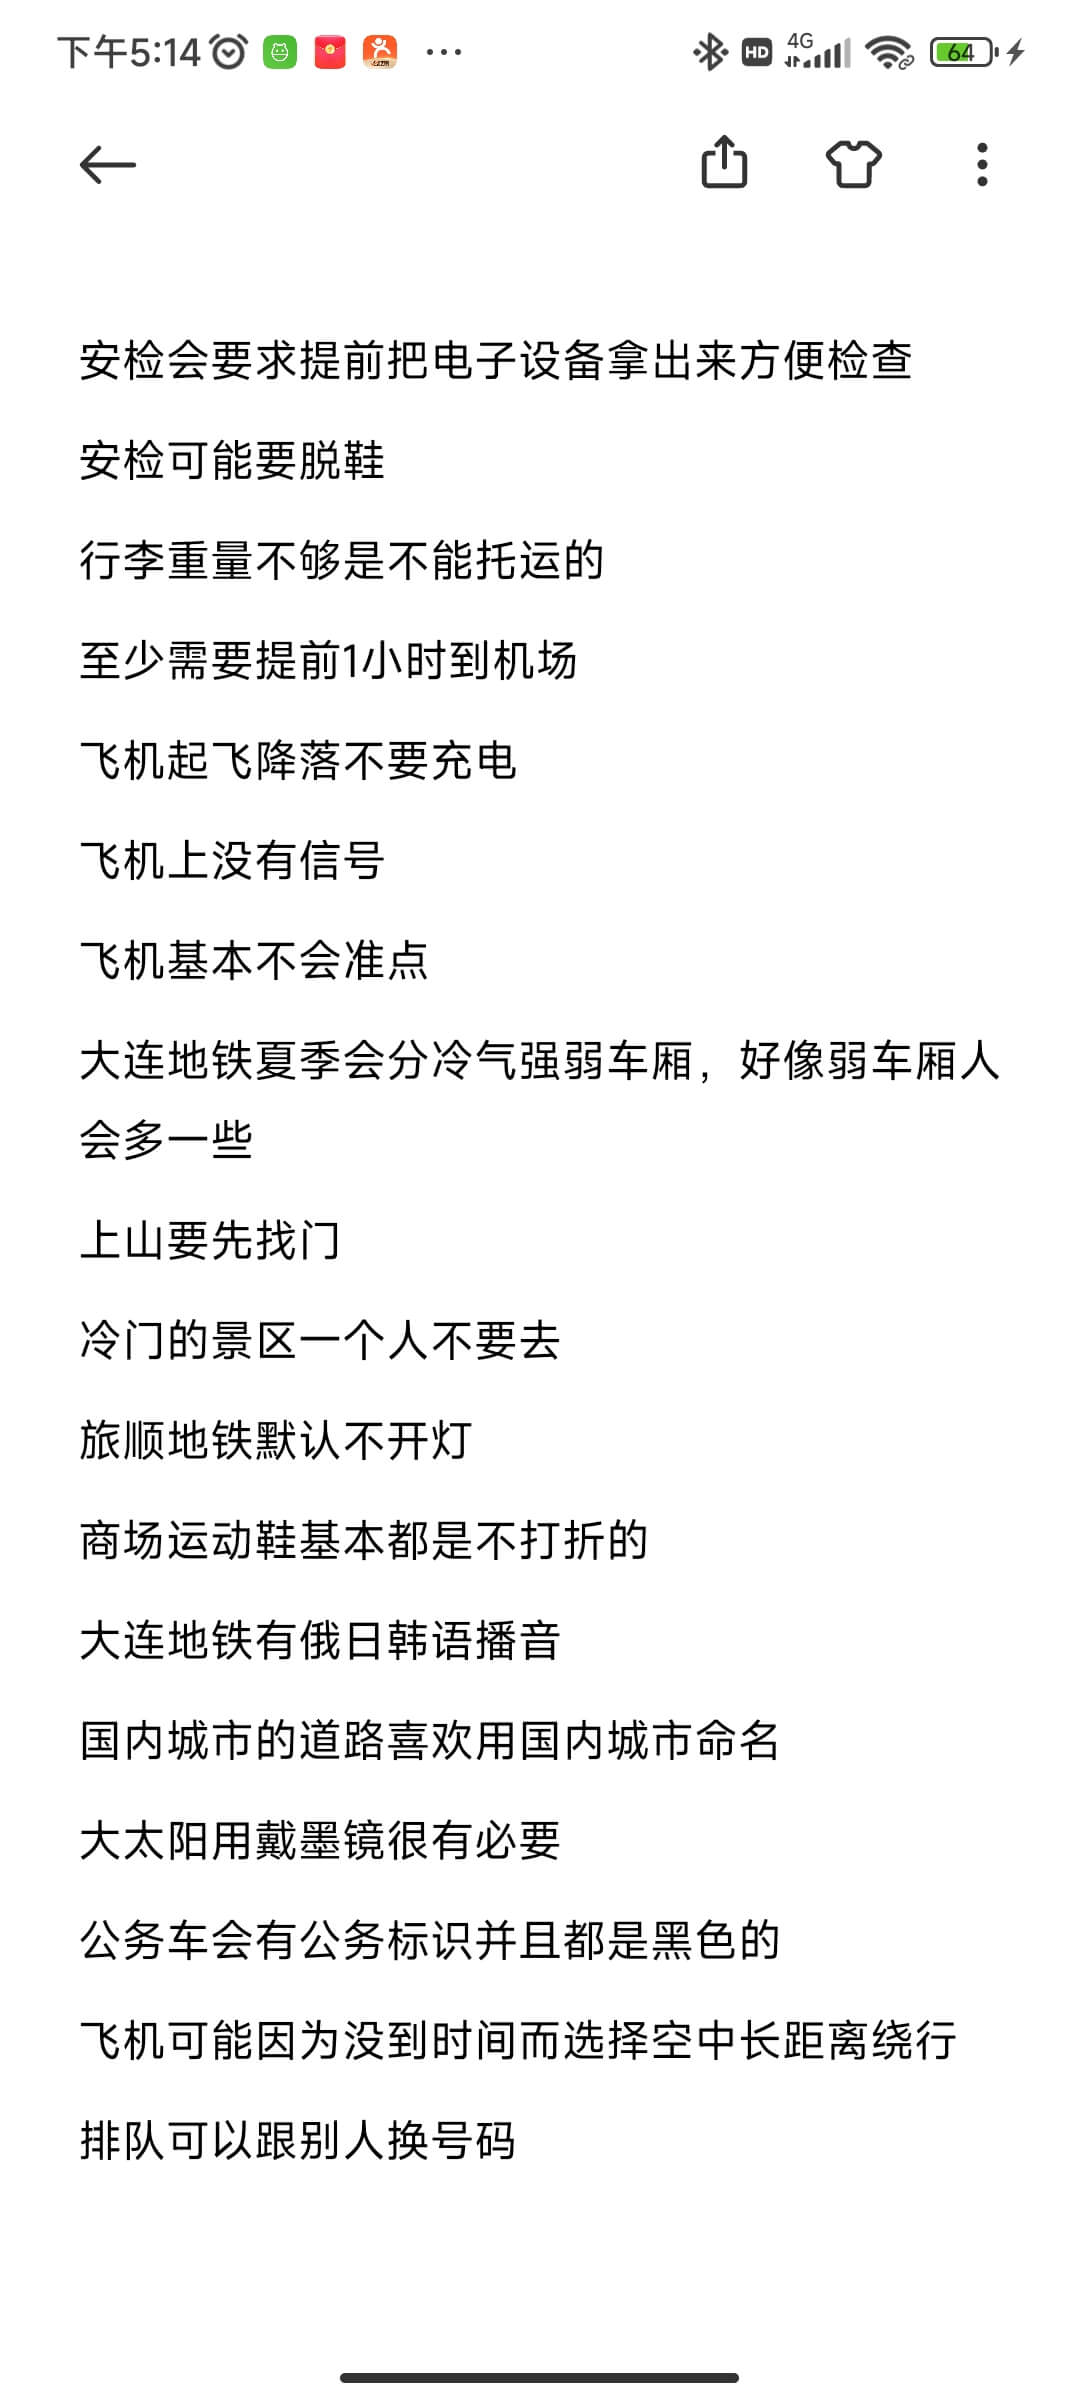 下午5:14
HD
4G
64
安检会要求提前把电子设备拿出来方便检查
安检可能要脱鞋
行李重量不够是不能托运的
至少需要提前1小时到机场
飞机起飞降落不要充电
飞机上没有信号
飞机基本不会准点
大连地铁夏季会分冷气强弱车厢，好像弱车厢人
会多一些
上山要先找门
冷门的景区一个人不要去
旅顺地铁默认不开灯
商场运动鞋基本都是不打折的
大连地铁有俄日韩语播音
国内城市的道路喜欢用国内城市命名
大太阳用戴墨镜很有必要
公务车会有公务标识并且都是黑色的
飞机可能因为没到时间而选择空中长距离绕行
排队可以跟别人换号码